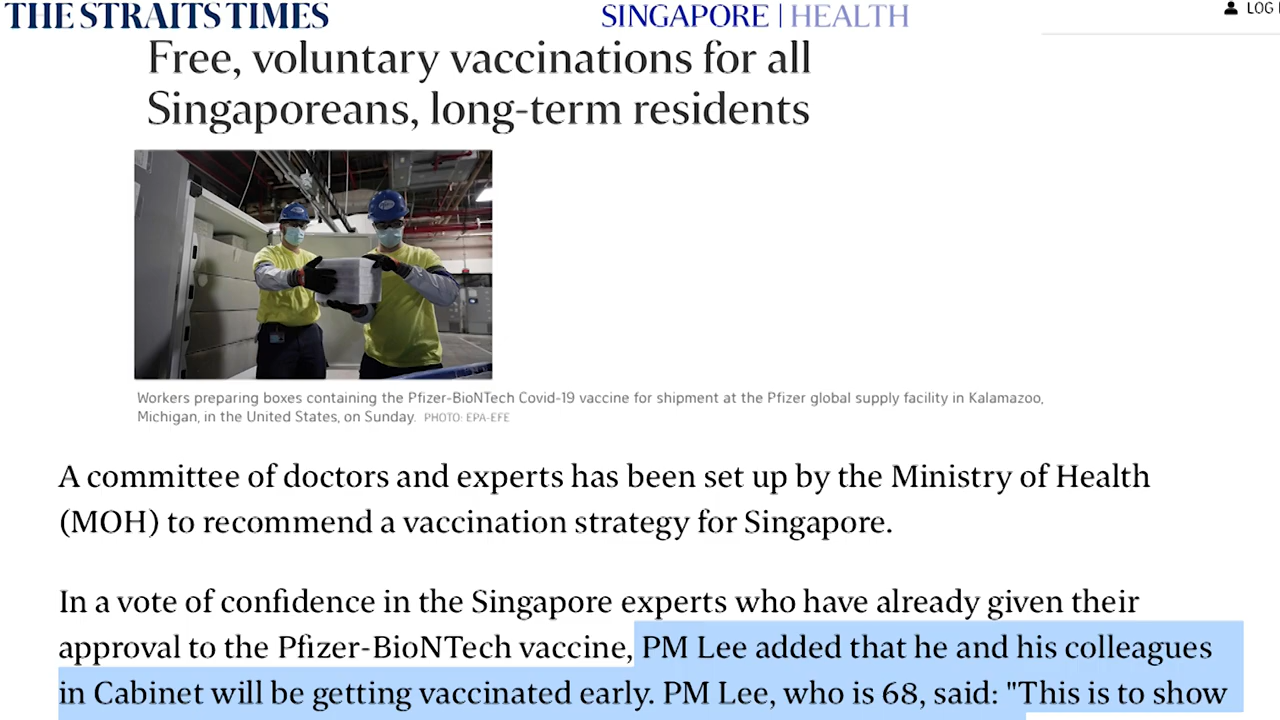 THE STRAITS TIMES
SINGAPORE | HEALTH
LOG
Free, voluntary vaccinations for all
Singaporeans, long-term residents
Workers preparing boxes containing the Pfizer-BioNTech Covid-19 vaccine for shipment at the Pfizer global supply facility in Kalamazoo,
Michigan, in the United States, on Sunday. PHOTO: EPA-EFE
A committee of doctors and experts has been set up by the Ministry of Health
(MOH) to recommend a vaccination strategy for Singapore.
In a vote of confidence in the Singapore experts who have already given their
approval to the Pfizer-BioNTech vaccine, PM Lee added that he and his colleagues
in Cabinet will be getting vaccinated early. PM Lee, who is 68, said: "This is to show